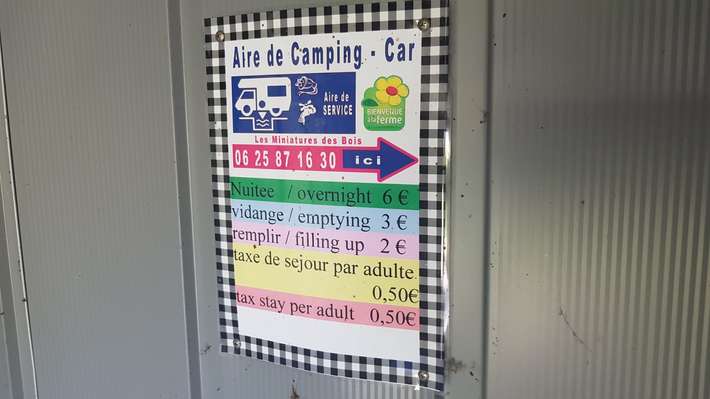 Aire de Camping - Car
Aire de
SERVICE
BIENVENUE
à la ferme
Les Miniatures des Bois
06 25 87 16 30 ici
Nuitee / overnight 6 €
vidange / emptying 3 €
remplir / filling up 2 €
taxe de sejour par adulte
0,50€
tax stay per adult 0,50€